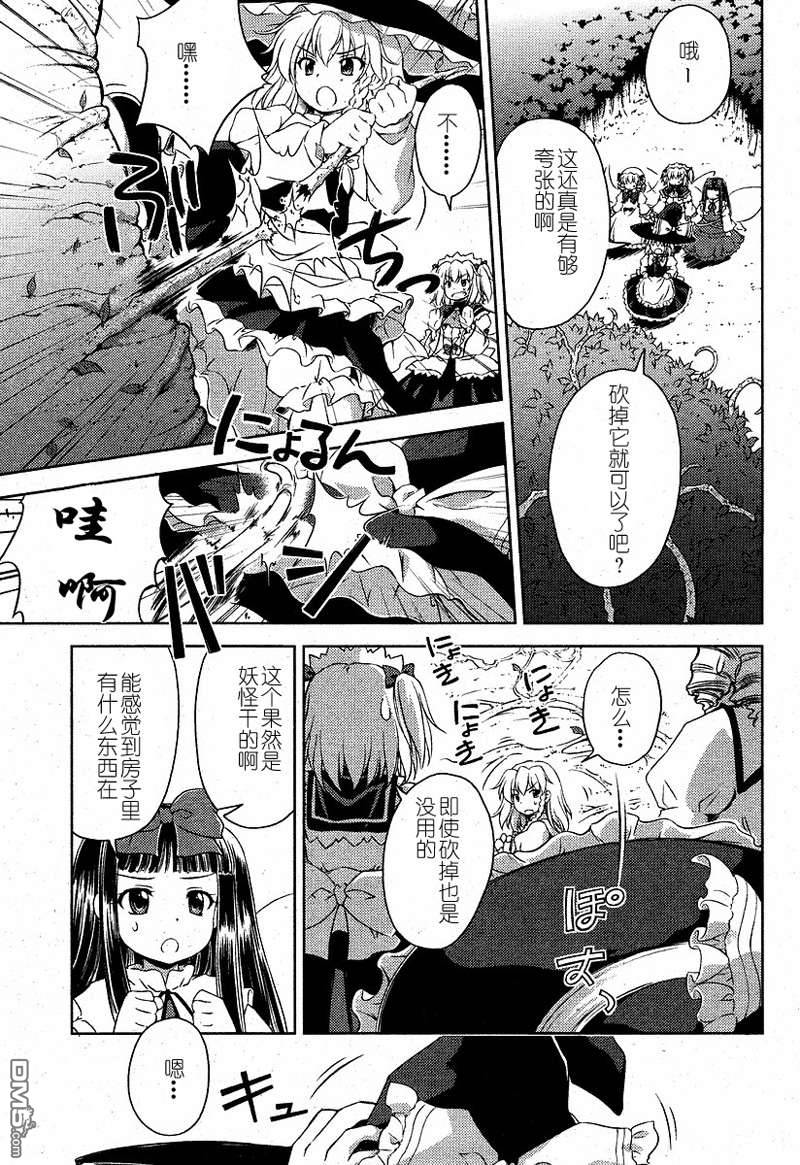 哦
ー
这还真是有够
夸张的啊
砍掉它就可以了吧？
不……
嘿……
ちっ
にょるん
哇
啊
怎么…
にょき
にょき
にょき
即使砍掉也是
没用的
ぽすっ
这个果然是
妖怪干的啊
能感觉到房子里
有什么东西在
嗯…
キュ
DM5.com